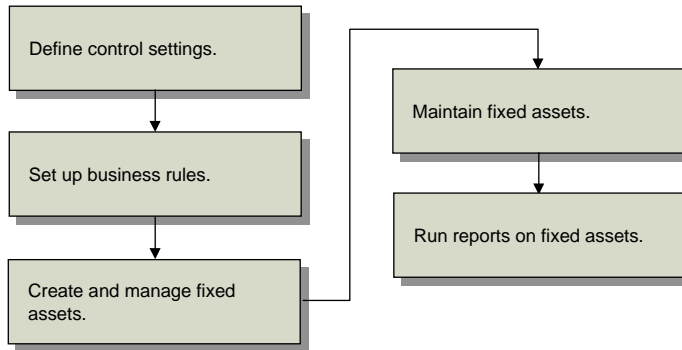 Define control settings.
Set up business rules.
Create and manage fixed
assets.
Maintain fixed assets.
Run reports on fixed assets.